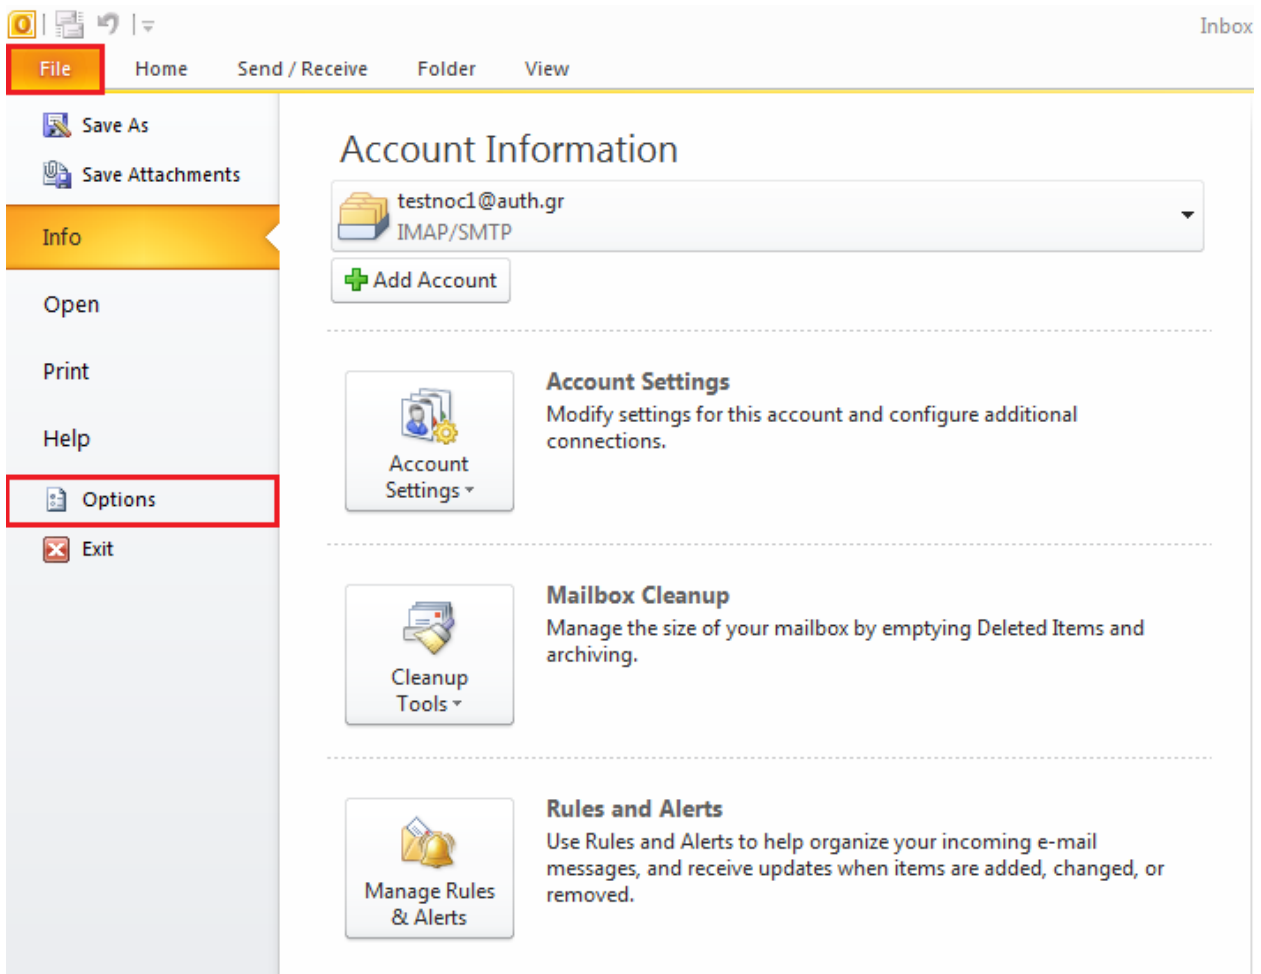 Inbox
File Home Send / Receive Folder View
Save As
Save Attachments
Info
Open
Print
Help
Options
Exit
Account Information
testnoc1@auth.gr
IMAP/SMTP
Add Account
Account
Settings
Account Settings
Modify settings for this account and configure additional
connections.
Cleanup
Tools
Mailbox Cleanup
Manage the size of your mailbox by emptying Deleted Items and
archiving.
Manage Rules
& Alerts
Rules and Alerts
Use Rules and Alerts to help organize your incoming e-mail
messages, and receive updates when items are added, changed, or
removed.